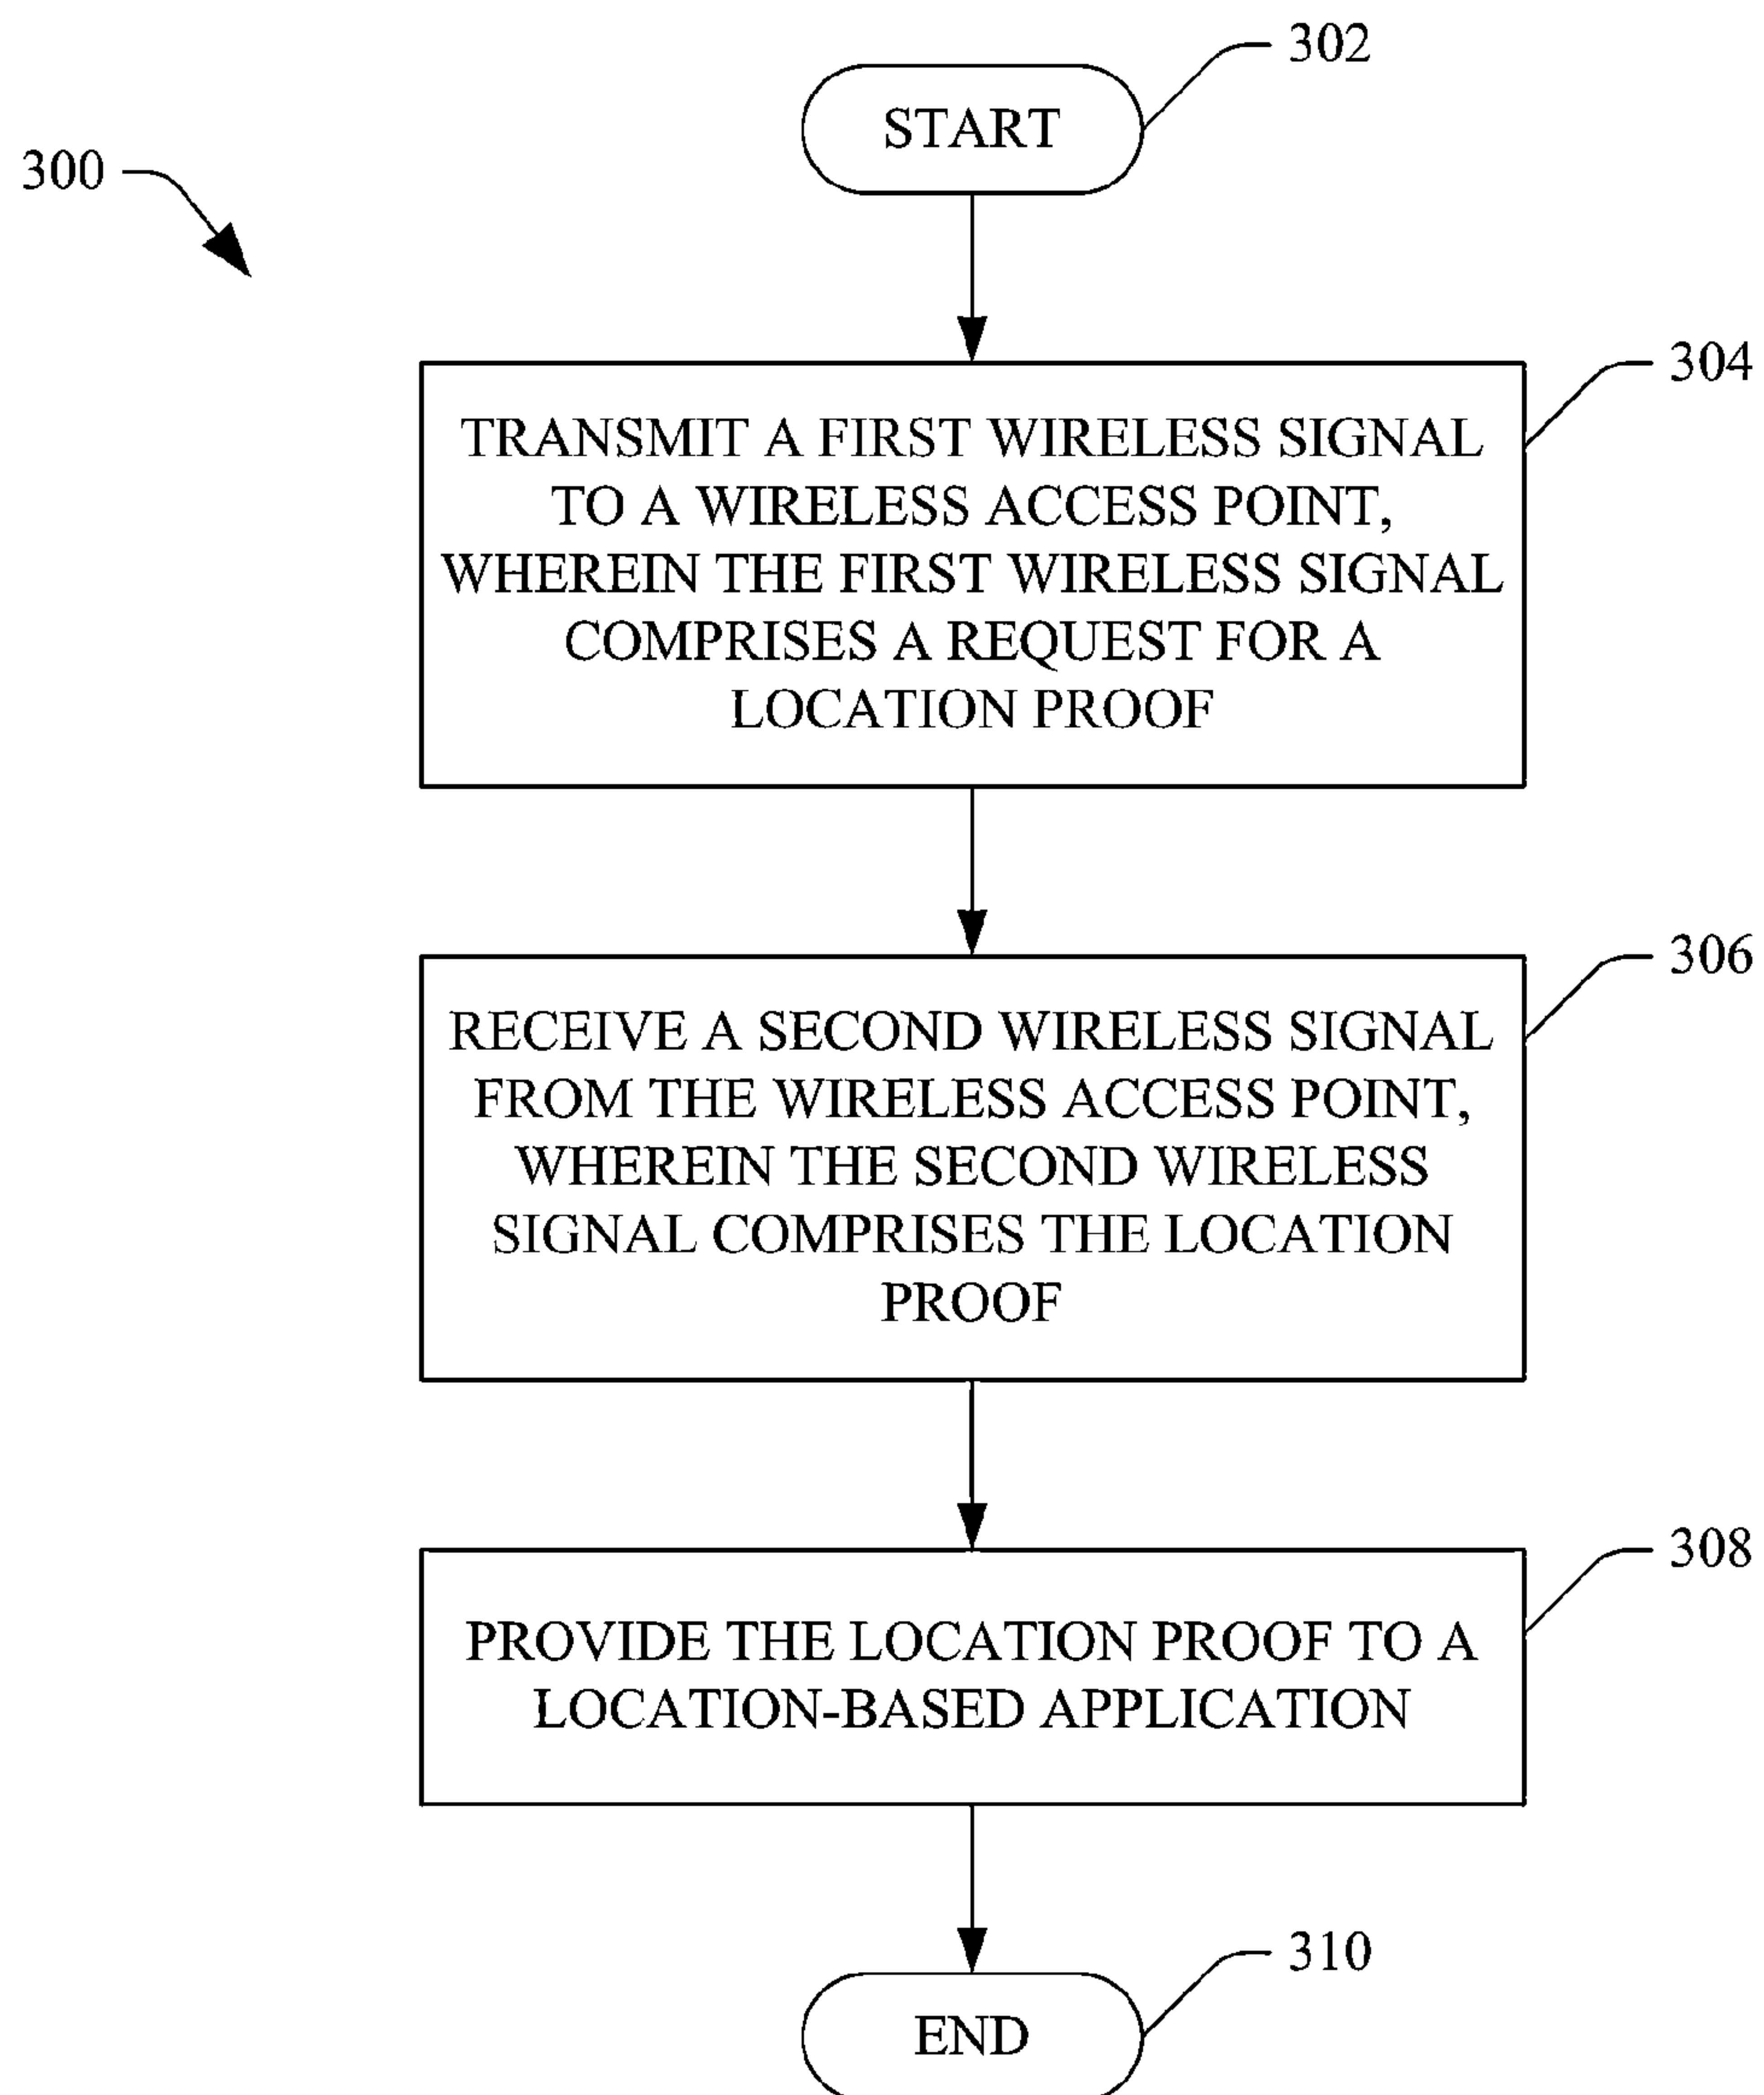 302
START
300
304
TRANSMIT A FIRST WIRELESS SIGNAL
TO A WIRELESS ACCESS POINT,
WHEREIN THE FIRST WIRELESS SIGNAL
COMPRISES A REQUEST FOR A
LOCATION PROOF
306
RECEIVE A SECOND WIRELESS SIGNAL
FROM THE WIRELESS ACCESS POINT,
WHEREIN THE SECOND WIRELESS
SIGNAL COMPRISES THE LOCATION
PROOF
308
PROVIDE THE LOCATION PROOF TO A
LOCATION-BASED APPLICATION
310
END